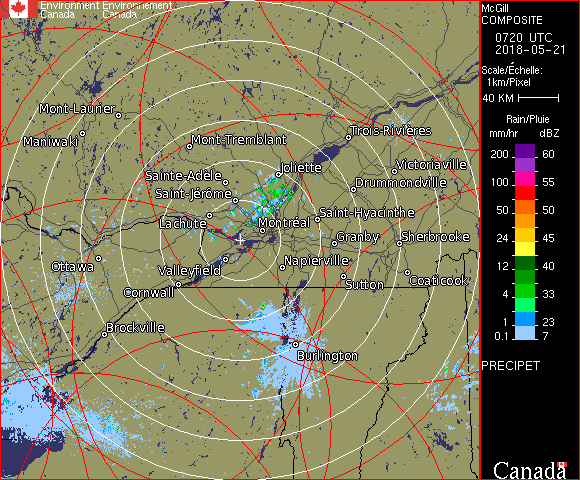 Environment Environnement
Canada Canada
McGill
COMPOSITE
0720 UTC
2018-05-21
Scale/Échelle:
1km/Pixel
40 KM
Rain/Pluie
mm/hr dBZ
200 60
100 55
50 50
24 45
12 40
4 33
1 23
0.1 7
PRECIPET
Canada
Mont-Laurier
Maniwaki
Mont-Tremblant
Trois-Rivières
Sainte-Adèle
Joliette
Victoriaville
Saint-Jérôme
Drummondville
Lachute
Montréal
Saint-Hyacinthe
Granby
Sherbrooke
Ottawa
Valleyfield
Napierville
Cornwall
Sutton
Coaticook
Brockville
Burlington